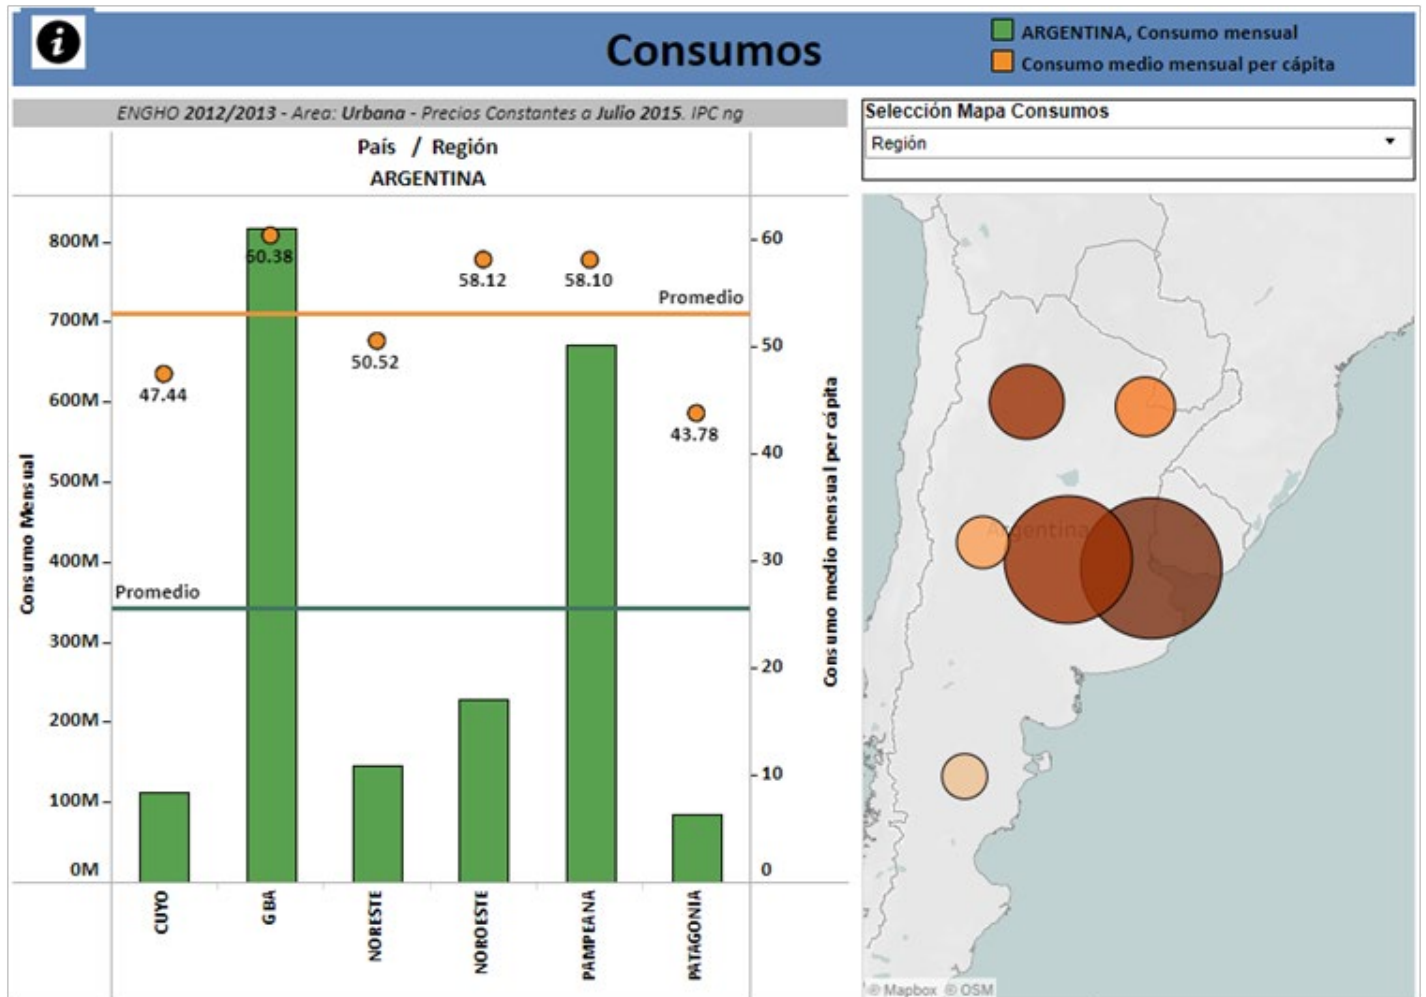 i
Consumos
ARGENTINA, Consumo mensual
Consumo medio mensual per cápita
ENGHO 2012/2013 - Area: Urbana - Precios Constantes a Julio 2015. IPC ng
País / Región
ARGENTINA
Consumo Mensual
800M
700M
600M
500M
400M
300M
200M
100M
0M
47.44
60.38
50.52
58.12
58.10
43.78
Promedio
Promedio
60
50
40
30
20
10
0
Consumo medio mensual per cápita
CUYO
GBA
NORESTE
NOROESTE
PAMPEANA
PATAGONIA
Selección Mapa Consumos
Región
Argentina
© Mapbox © OSM